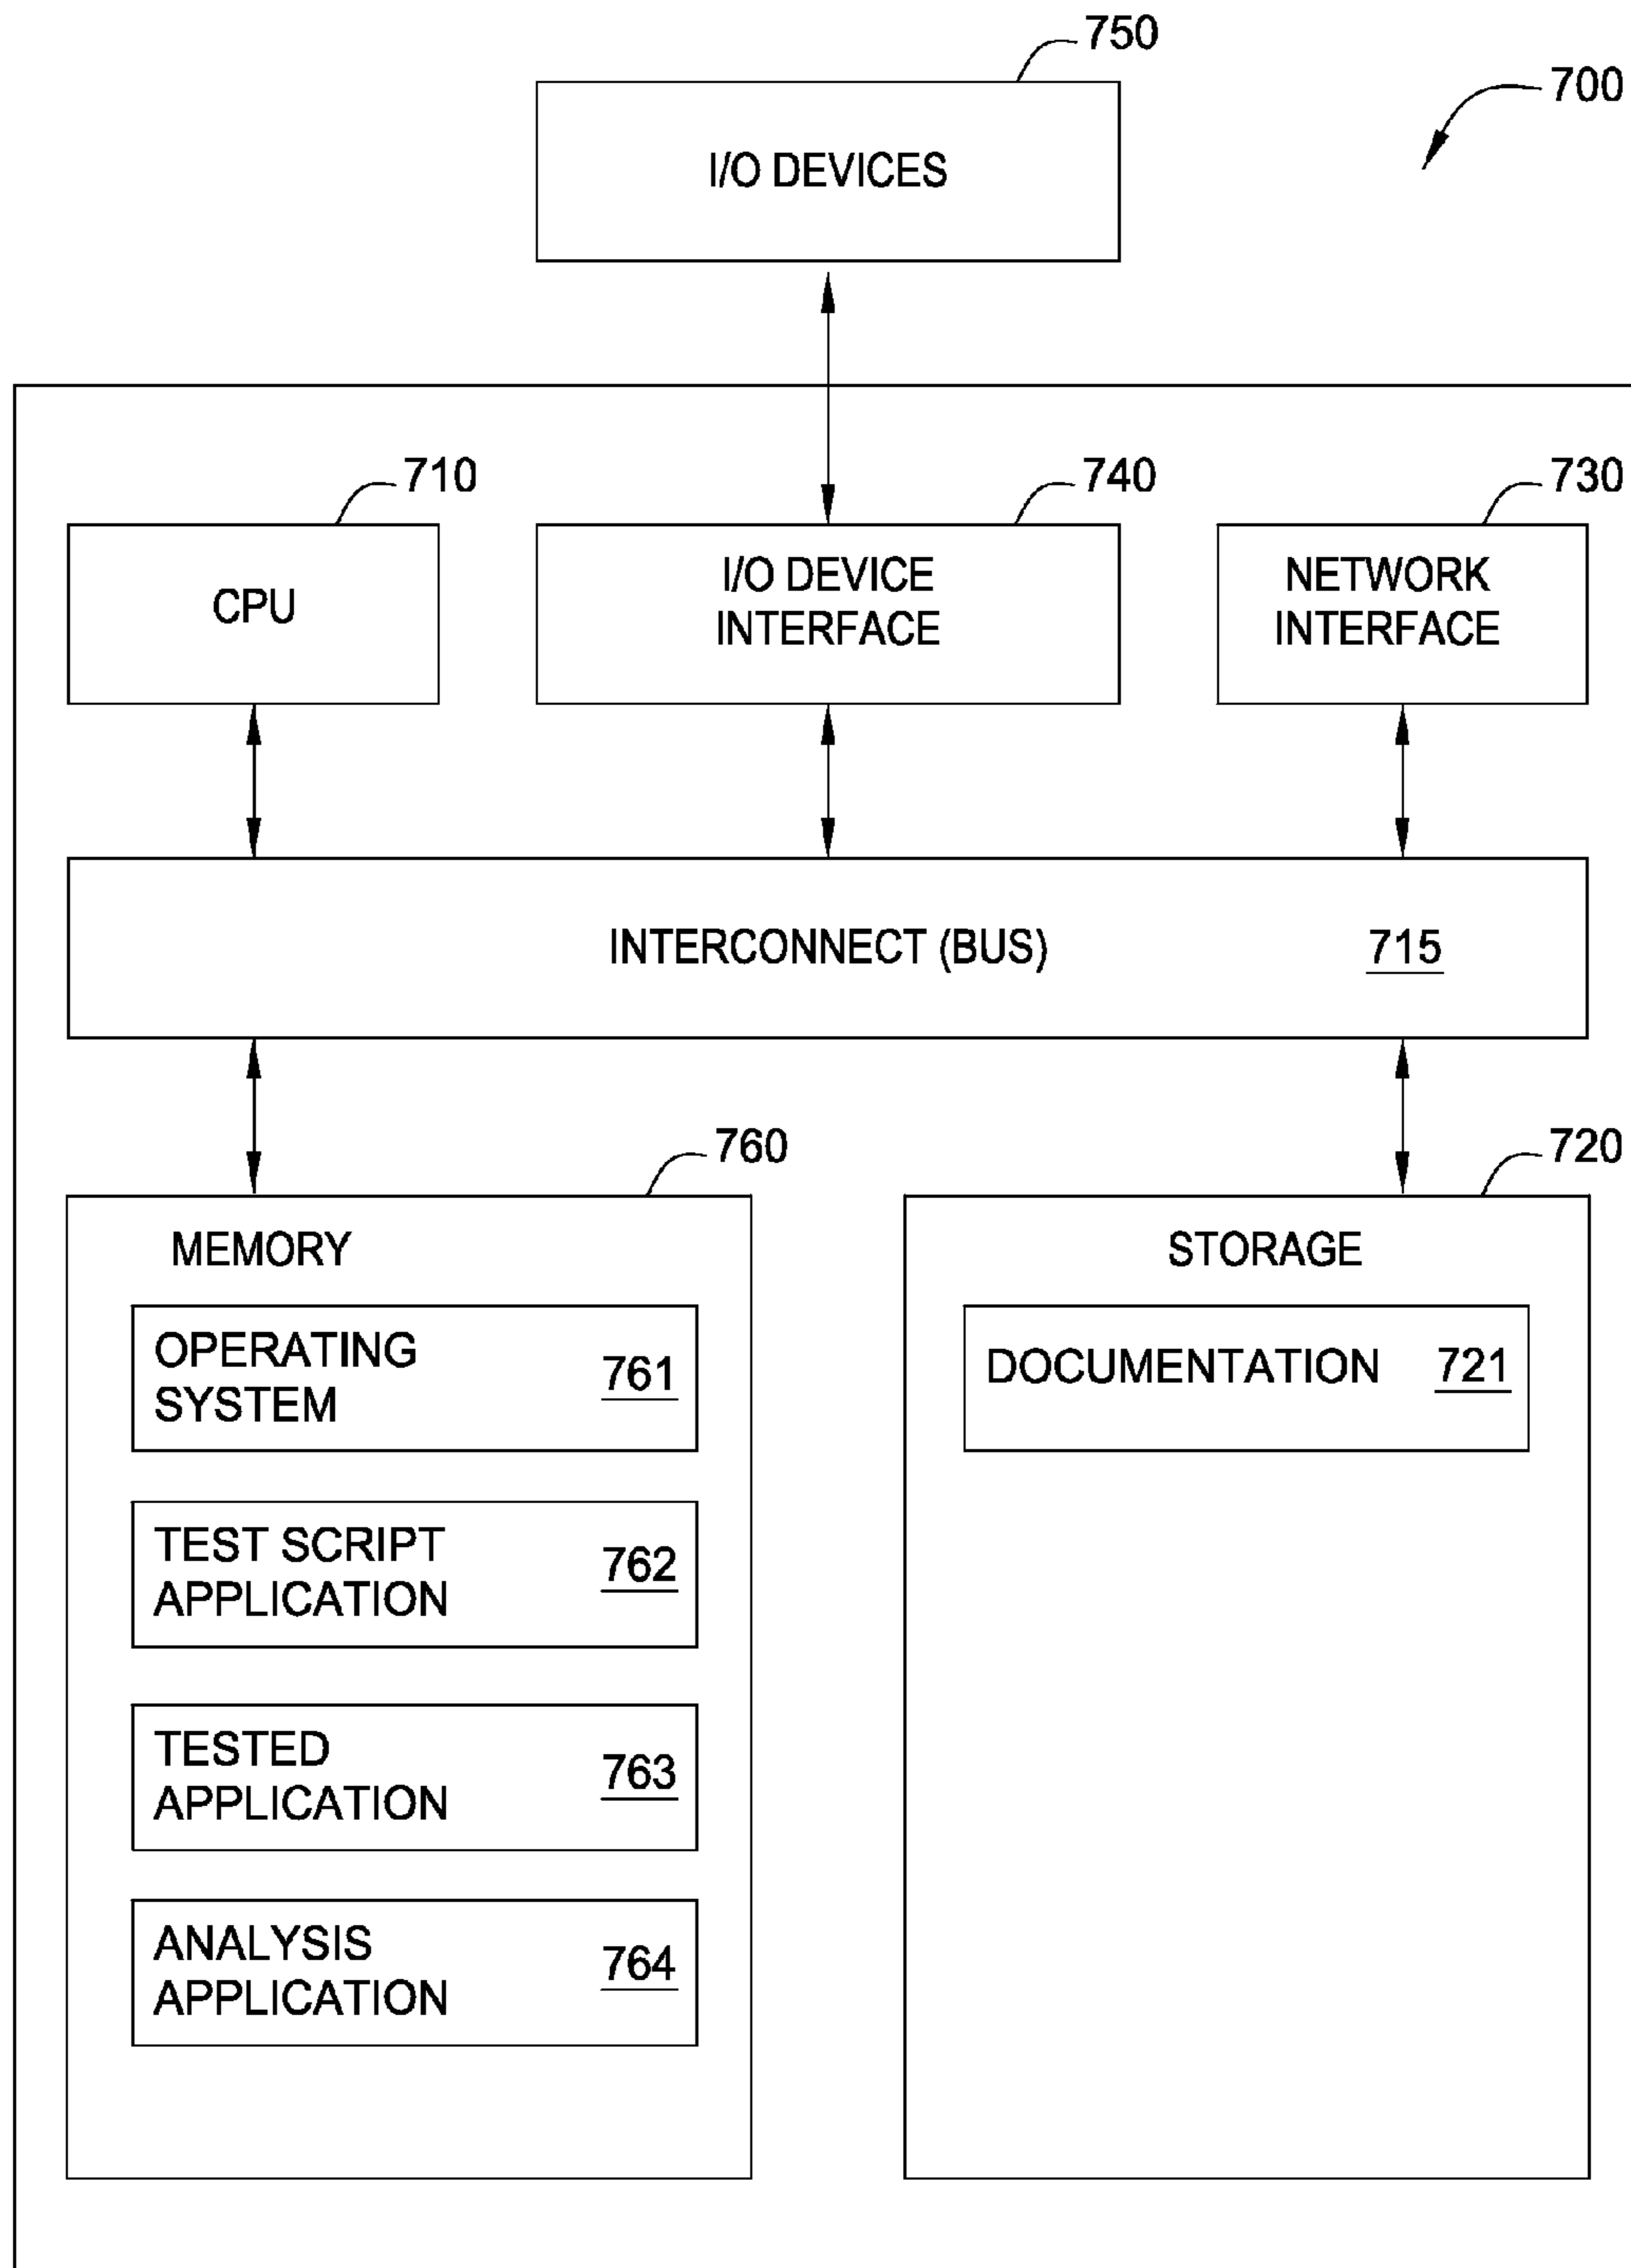 750
700
I/O DEVICES
710
740
730
CPU
I/O DEVICE
INTERFACE
NETWORK
INTERFACE
INTERCONNECT (BUS) 715
760
720
MEMORY
OPERATING
SYSTEM
761
TEST SCRIPT
APPLICATION
762
TESTED
APPLICATION
763
ANALYSIS
APPLICATION
764
STORAGE
DOCUMENTATION 721